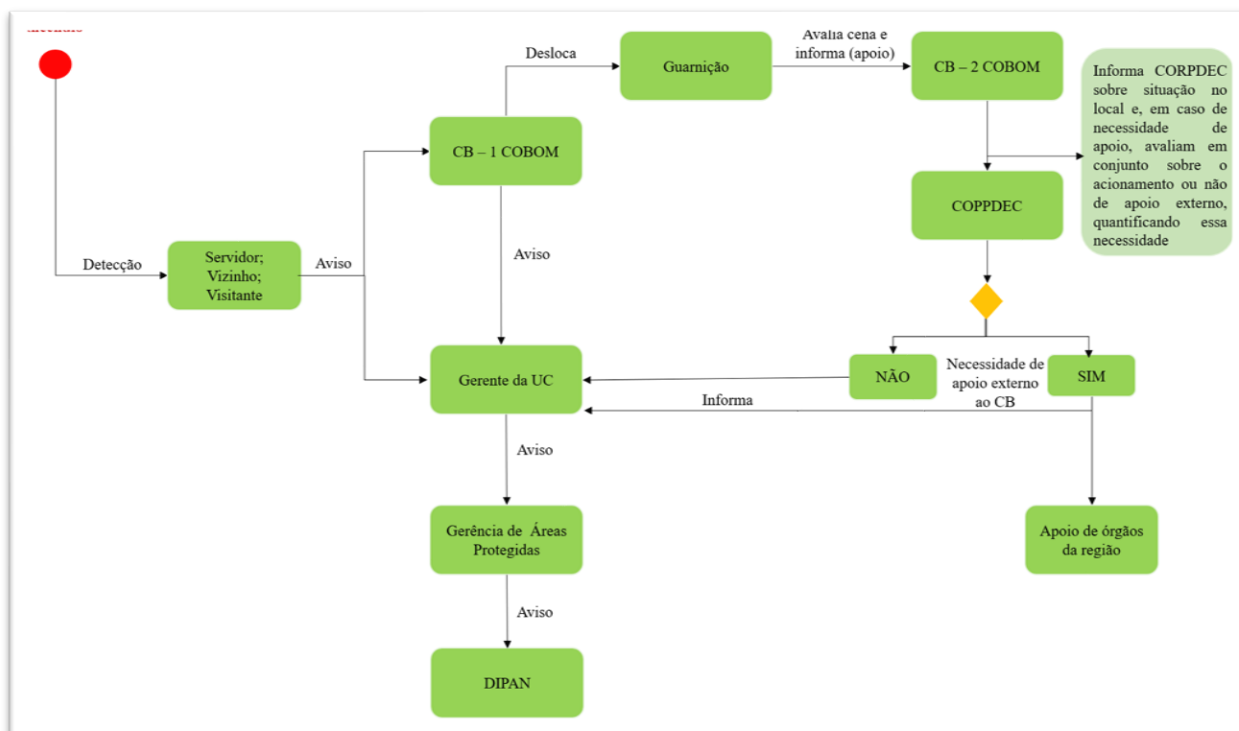 Desloca
Guarnição
Avalia cena e
informa (apoio)
CB – 2 COBOM
Informa CORPDEC
sobre situação no
local e, em caso de
necessidade de
apoio, avaliam em
conjunto sobre o
acionamento ou não
de apoio externo,
quantificando essa
necessidade
CB – 1 COBOM
COPPDEC
Detecção
Servidor;
Vizinho;
Visitante
Aviso
Aviso
Gerente da UC
NÃO
Necessidade de
apoio externo
ao CB
SIM
Informa
Aviso
Gerência de Áreas
Protegidas
Apoio de órgãos
da região
Aviso
DIPAN